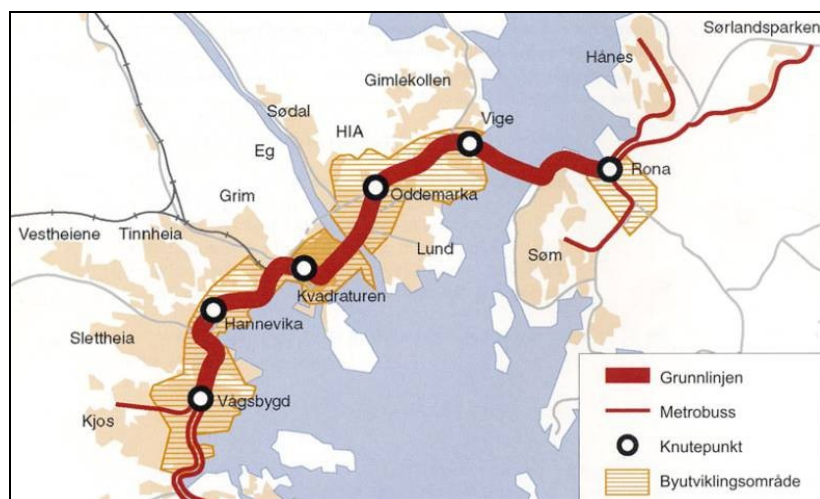 Sørlandsparken
Hånes
Gimlekollen
Sødal
Vige
HIA
Eg
Rona
Oddemarka
Grim
Vestheiene
Tinnheia
Lund
Søm
Kvadraturen
Hannevika
Slettheia
Vågsbygd
Kjos
Grunnlinjen
Metrobuss
Knutepunkt
Byutviklingsområde